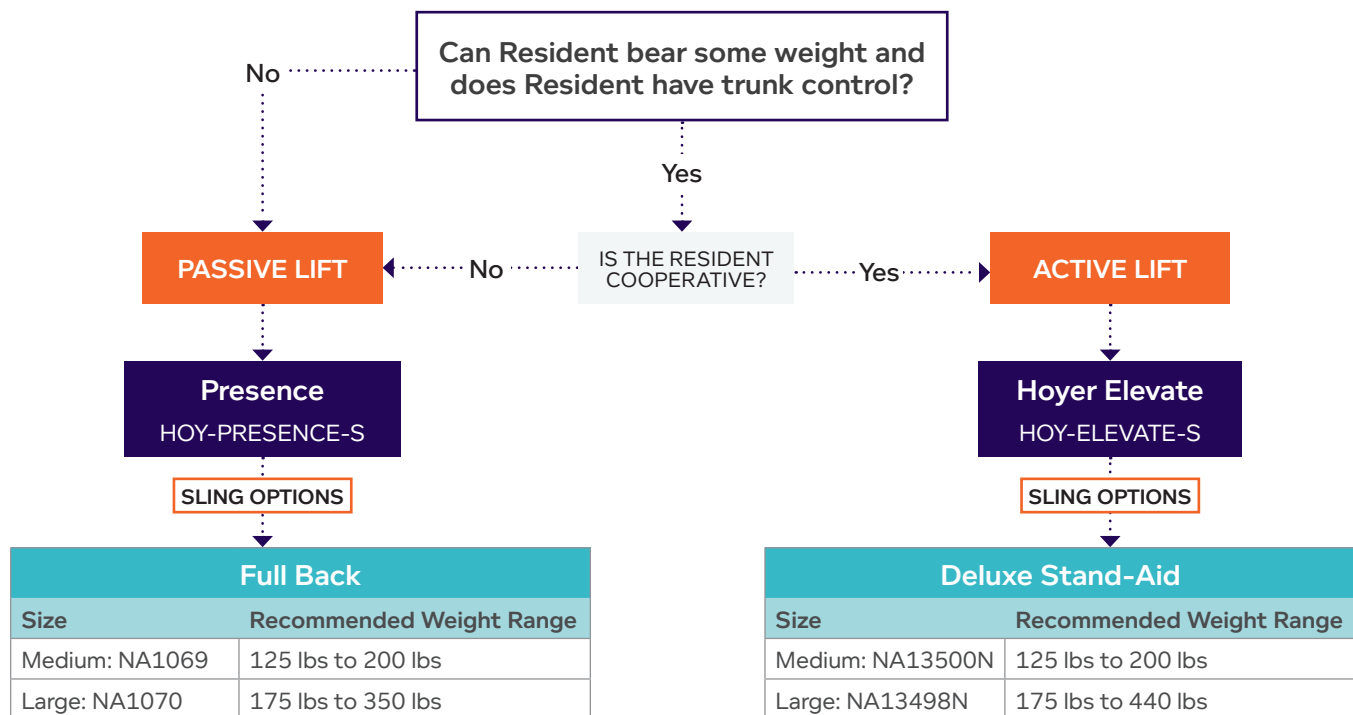 Can Resident bear some weight and
does Resident have trunk control?
No
Yes
PASSIVE LIFT
No
IS THE RESIDENT
COOPERATIVE?
Yes
ACTIVE LIFT
Presence
HOY-PRESENCE-S
Hoyer Elevate
HOY-ELEVATE-S
SLING OPTIONS
SLING OPTIONS
Full Back
Size Recommended Weight Range
Medium: NA1069 125 lbs to 200 lbs
Large: NA1070 175 lbs to 350 lbs
Deluxe Stand-Aid
Size Recommended Weight Range
Medium: NA13500N 125 lbs to 200 lbs
Large: NA13498N 175 lbs to 440 lbs